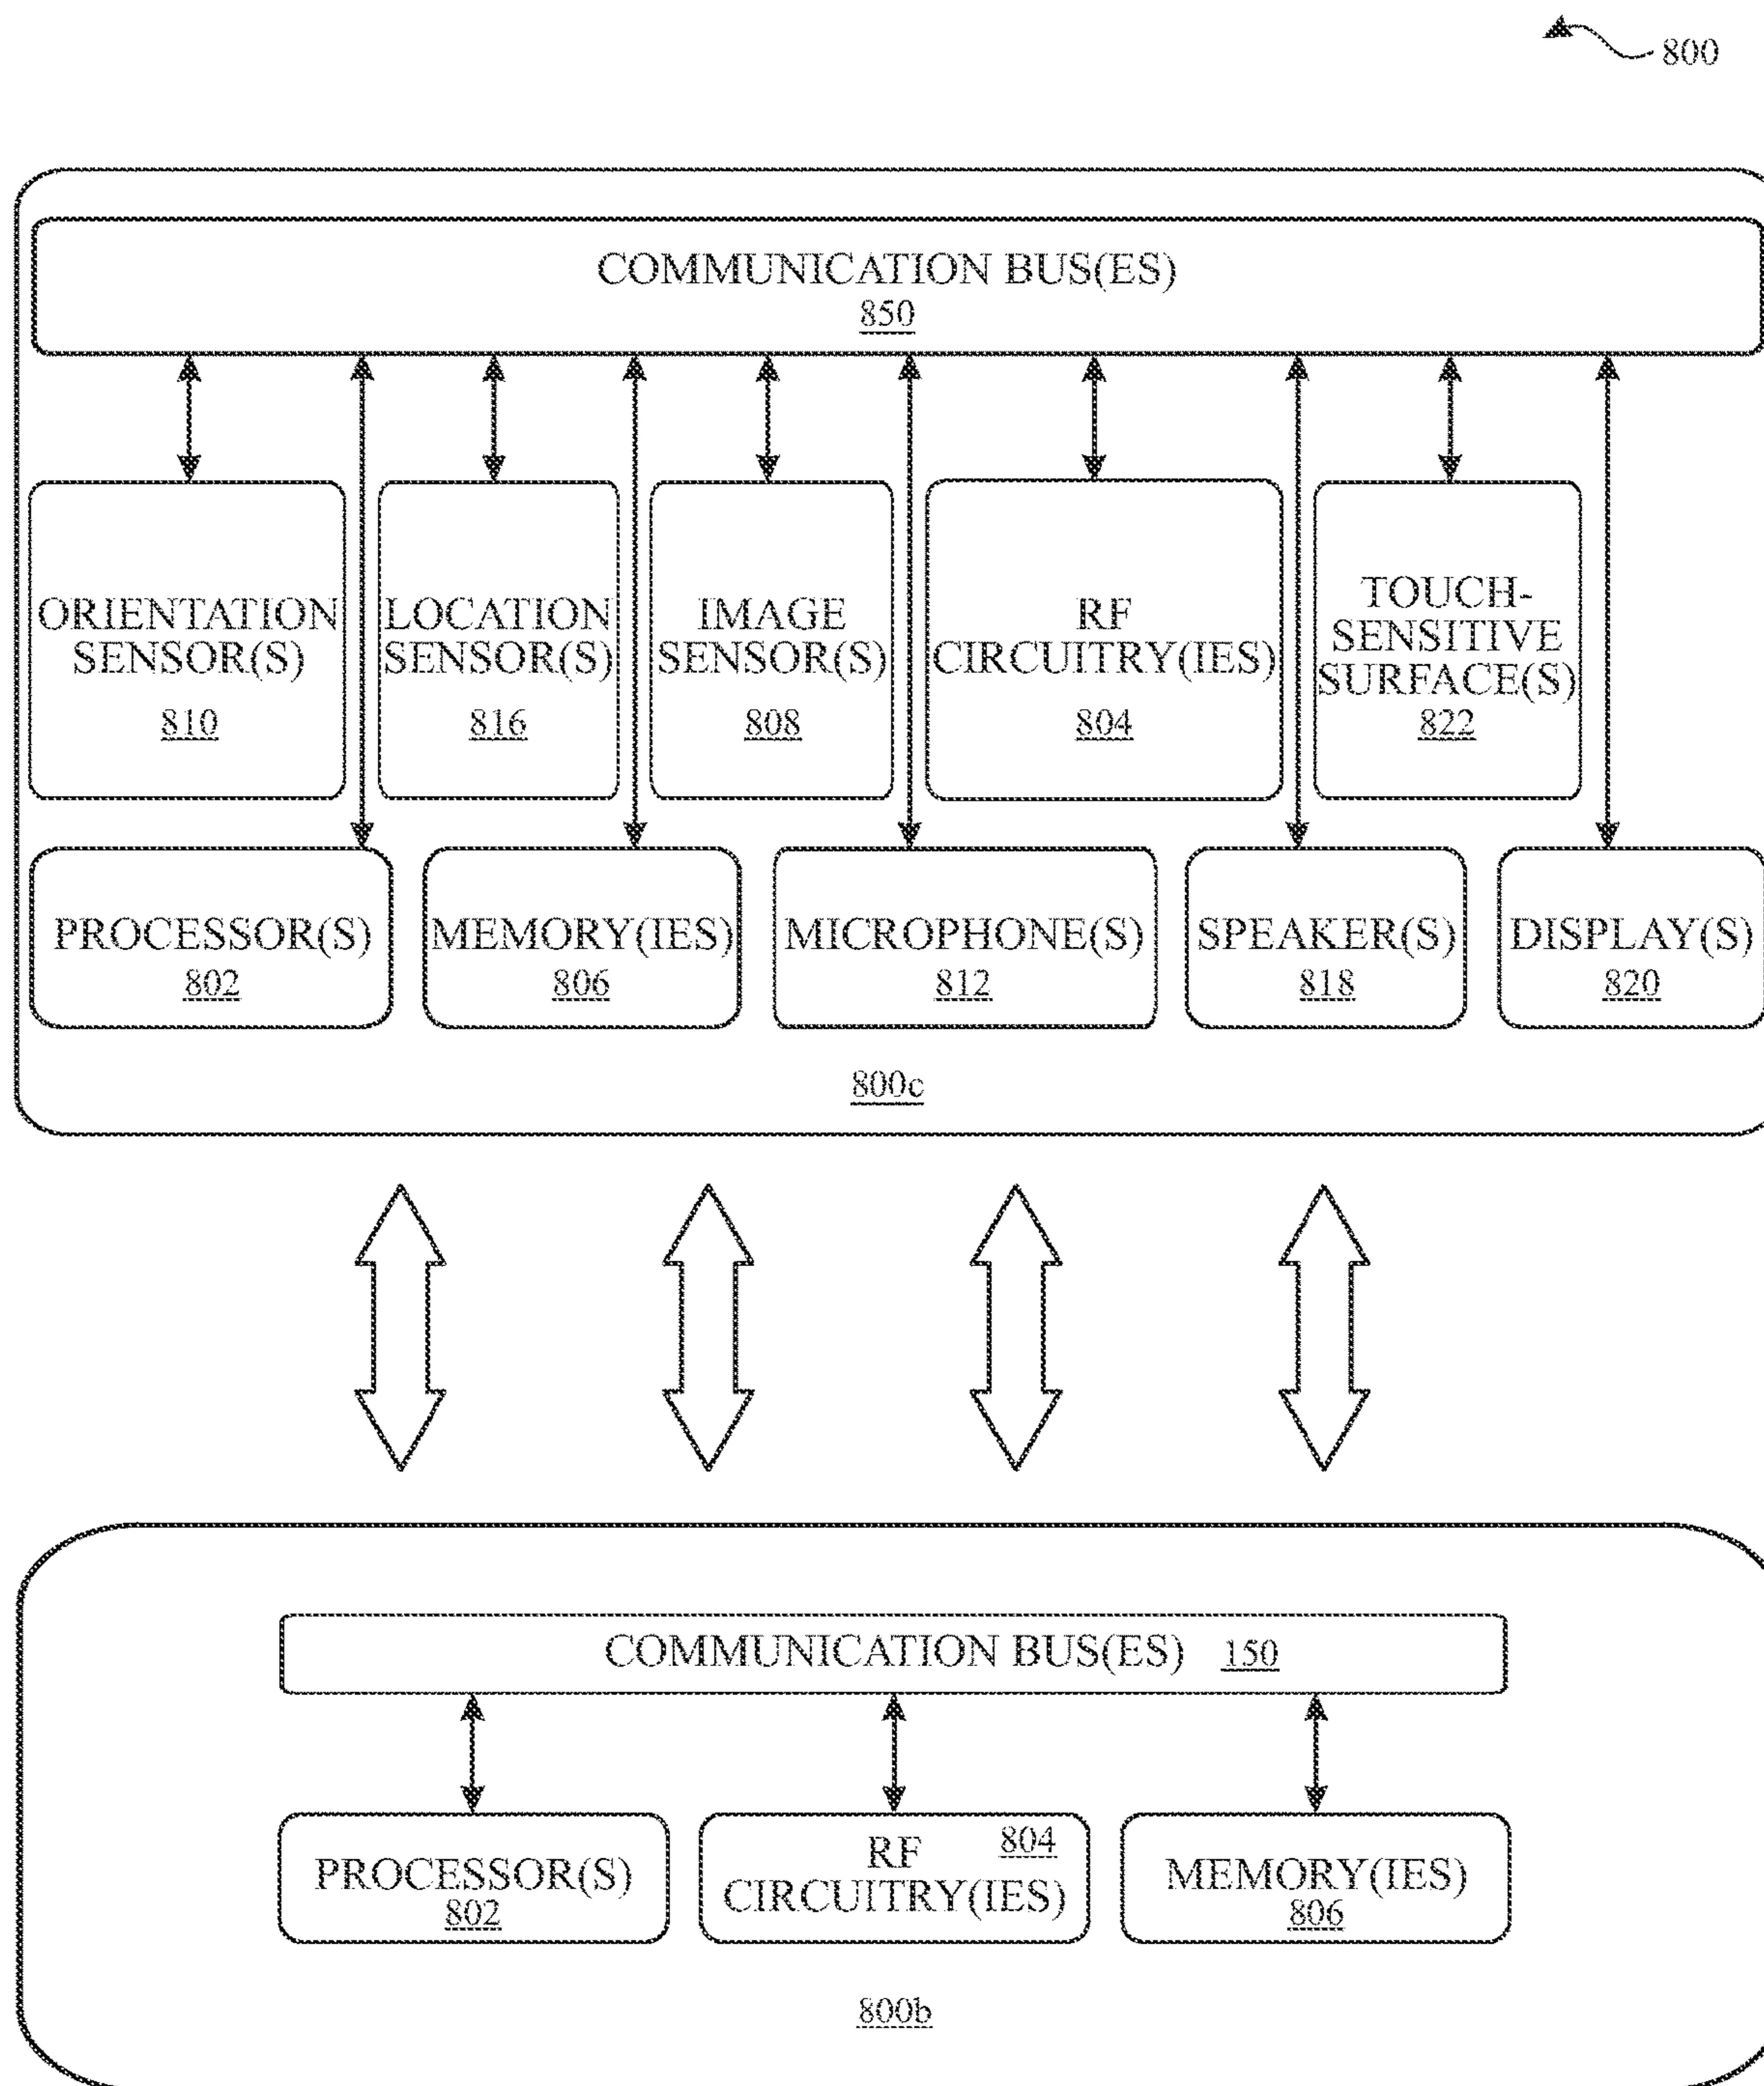 800
COMMUNICATION BUS(ES)
850
ORIENTATION
SENSOR(S)
810
LOCATION
SENSOR(S)
816
IMAGE
SENSOR(S)
808
RF
CIRCUITRY(IES)
804
TOUCH-
SENSITIVE
SURFACE(S)
822
PROCESSOR(S)
802
MEMORY(IES)
806
MICROPHONE(S)
812
SPEAKER(S)
818
DISPLAY(S)
820
800c
COMMUNICATION BUS(ES) 150
PROCESSOR(S)
802
804
RF
CIRCUITRY(IES)
MEMORY(IES)
806
800b